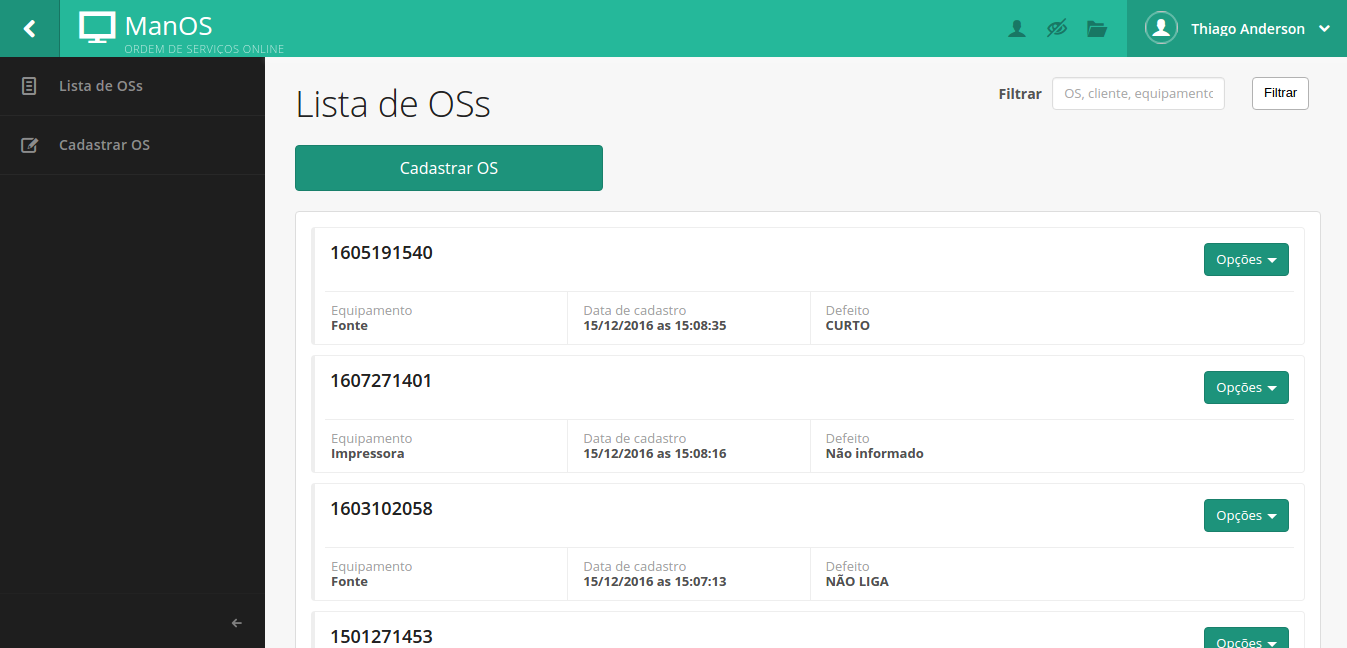 ManOS
ORDEM DE SERVIÇOS ONLINE
Thiago Anderson
Lista de OSs
Cadastrar OS
Lista de OSs
Filtrar
OS, cliente, equipamento
Filtrar
Cadastrar OS
1605191540
Opções
Equipamento
Fonte
Data de cadastro
15/12/2016 as 15:08:35
Defeito
CURTO
1607271401
Opções
Equipamento
Impressora
Data de cadastro
15/12/2016 as 15:08:16
Defeito
Não informado
1603102058
Opções
Equipamento
Fonte
Data de cadastro
15/12/2016 as 15:07:13
Defeito
NÃO LIGA
1501271453
Opções